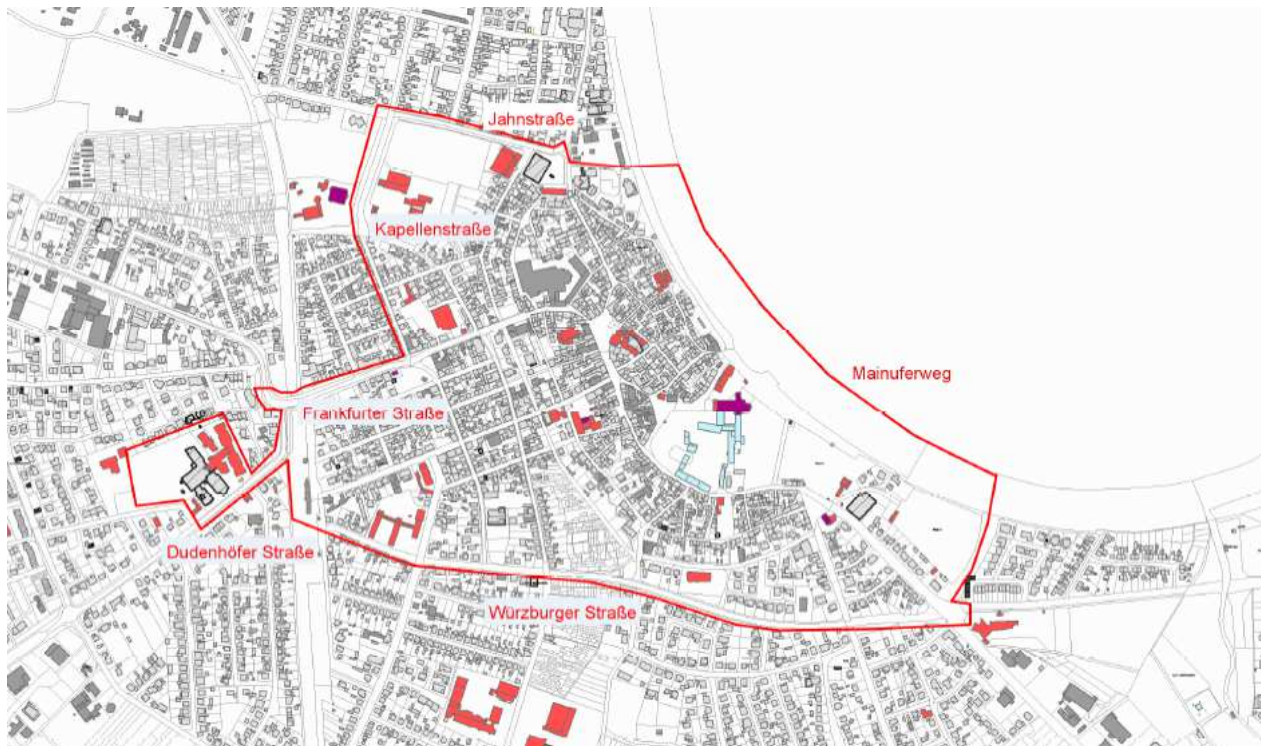 Jahnstraße
Kapellenstraße
Mainuferweg
Frankfurter Straße
Dudenhöfer Straße
Würzburger Straße